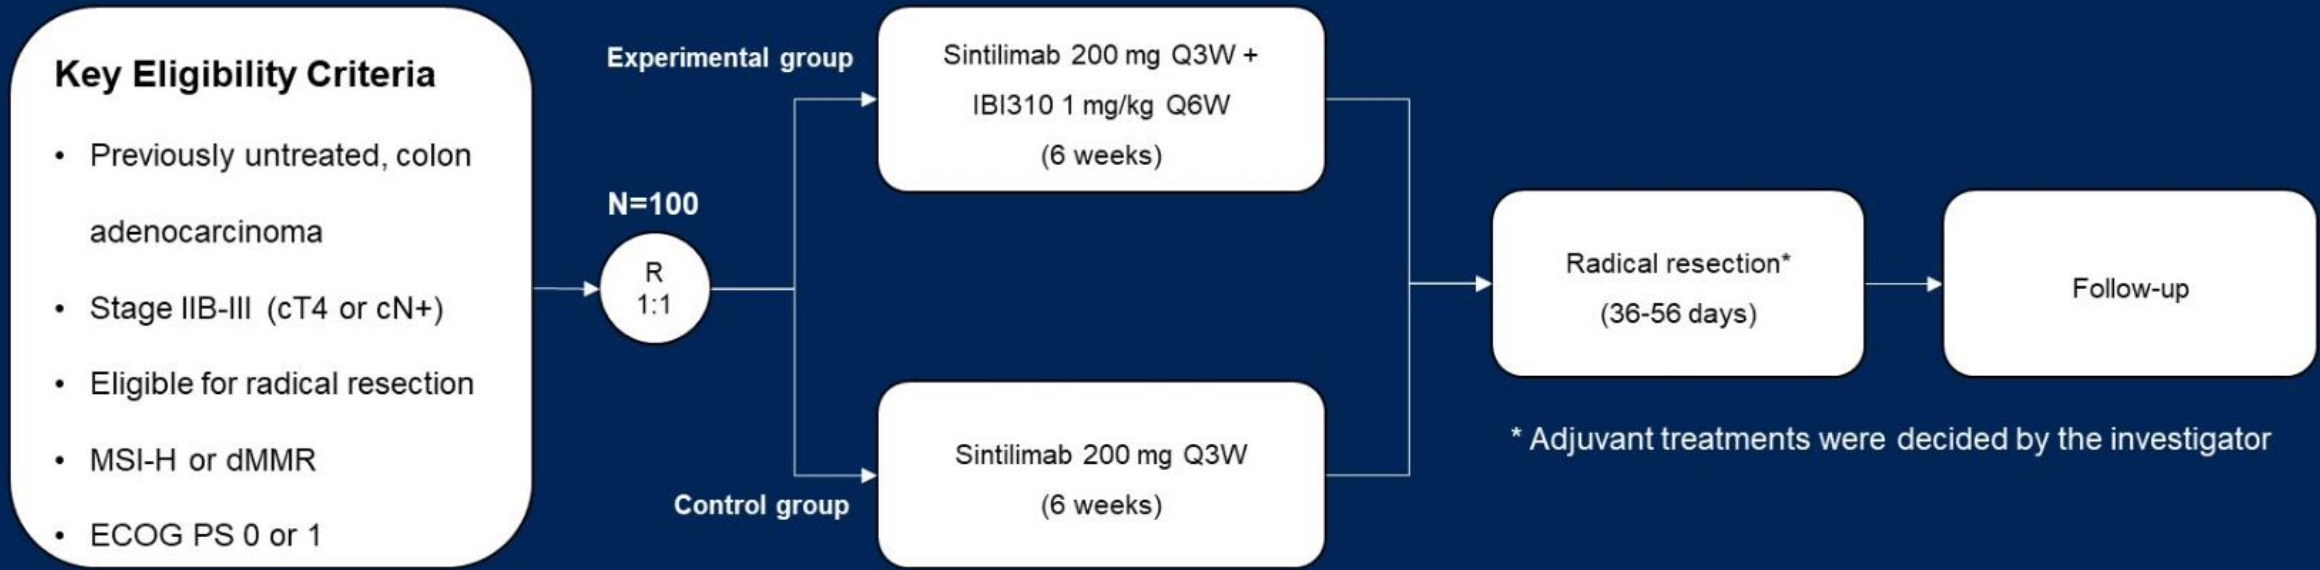 Key Eligibility Criteria
• Previously untreated, colon
adenocarcinoma
• Stage IIB-III (cT4 or cN+)
• Eligible for radical resection
• MSI-H or dMMR
• ECOG PS 0 or 1
N=100
R
1:1
Experimental group
Sintilimab 200 mg Q3W +
IBI310 1 mg/kg Q6W
(6 weeks)
Control group
Sintilimab 200 mg Q3W
(6 weeks)
Radical resection*
(36-56 days)
Follow-up
* Adjuvant treatments were decided by the investigator